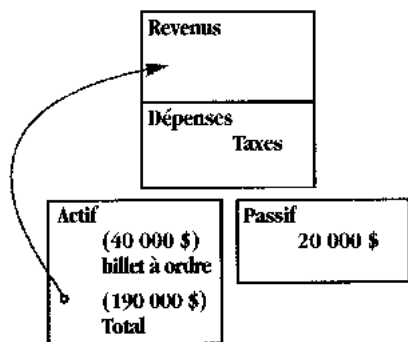 Revenus
Dépenses
Taxes
Actif
(40 000 $)
billet à ordre
(190 000 $)
Total
Passif
20 000 $